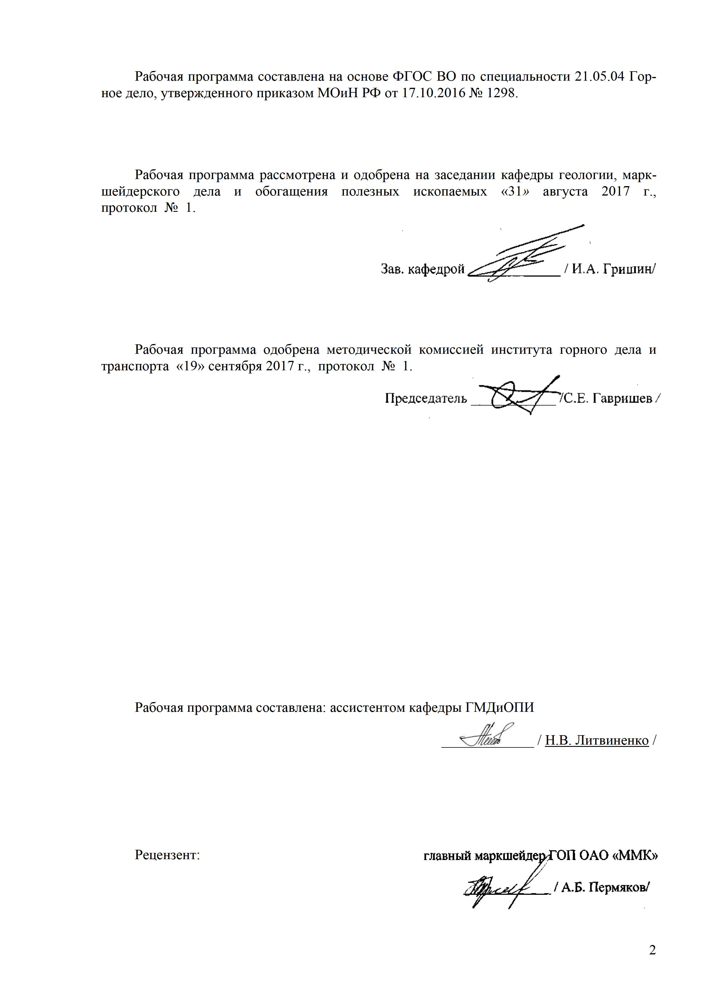 Рабочая программа составлена на основе ФГОС ВО по специальности 21.05.04 Гор-
ное дело, утвержденного приказом МОиН РФ от 17.10.2016 № 1298.
Рабочая программа рассмотрена и одобрена на заседании кафедры геологии, марк-
шейдерского дела и обогащения полезных ископаемых «31» августа 2017 г.,
протокол № 1.
Зав. кафедрой ____________ / И.А. Гришин/
Рабочая программа одобрена методической комиссией института горного дела и
транспорта «19» сентября 2017 г., протокол № 1.
Председатель ____________ /С.Е. Гавришев /
Рабочая программа составлена: ассистентом кафедры ГМДиОПИ
____________ / Н.В. Литвиненко /
Рецензент: главный маркшейдер ГОП ОАО «ММК»
____________ / А.Б. Пермяков/
2